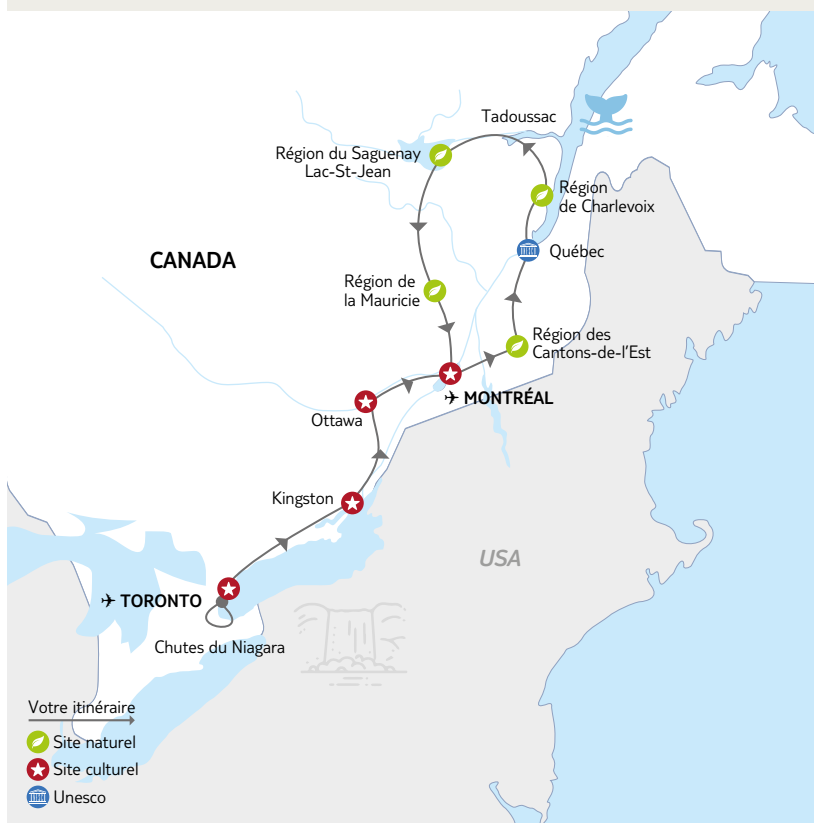 Tadoussac
Région du Saguenay
Lac-St-Jean
Région
de Charlevoix
CANADA
Québec
Région de
la Mauricie
Région des
Cantons-de-l'Est
MONTRÉAL
Ottawa
Kingston
USA
TORONTO
Chutes du Niagara
Votre itinéraire
Site naturel
Site culturel
Unesco